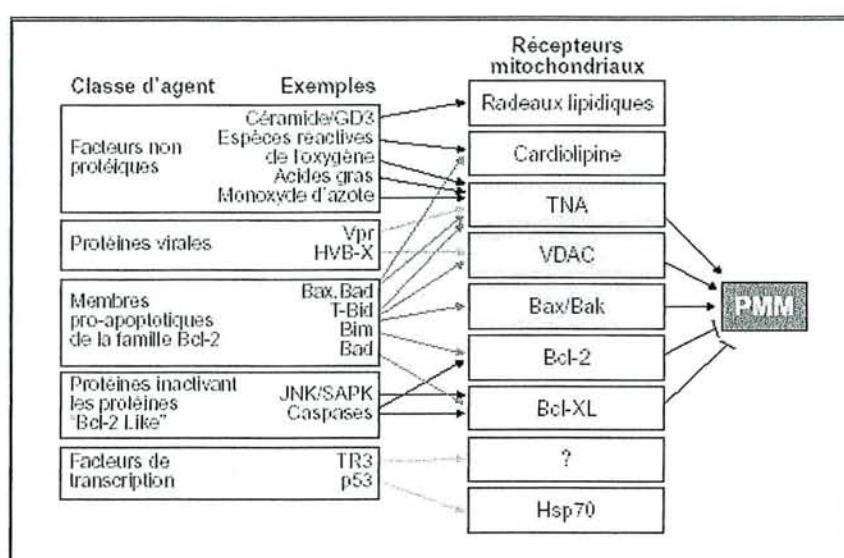 Classe d'agent
Exemples
Récepteurs
mitochondriaux
Facteurs non
protéiques
Céramide/GD3
Espèces réactives
de l'oxygène
Acides gras
Monoxyde d'azote
Protéines virales
Vpr
HVB-X
Membres
pro-apoptotiques
de la famille Bcl-2
Bax, Bad
T-Bid
Bim
Bad
Protéines inactivant
les protéines
"Bcl-2 Like"
JNK/SAPK
Caspases
Facteurs de
transcription
TR3
p53
Radeaux lipidiques
Cardiolipine
TNA
VDAC
Bax/Bak
Bcl-2
Bcl-XL
?
Hsp70
PMM